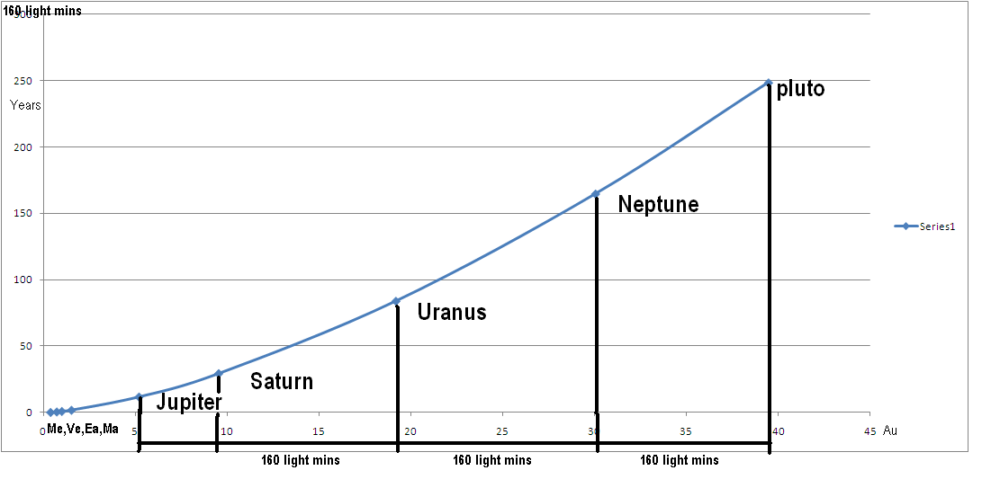 160 light mins
300
250
Years
200
150
100
50
0
pluto
Neptune
Uranus
Saturn
Jupiter
Series1
Me,Ve,Ea,Ma
0 5 10 15 20 25 30 35 40 45 Au
160 light mins 160 light mins 160 light mins